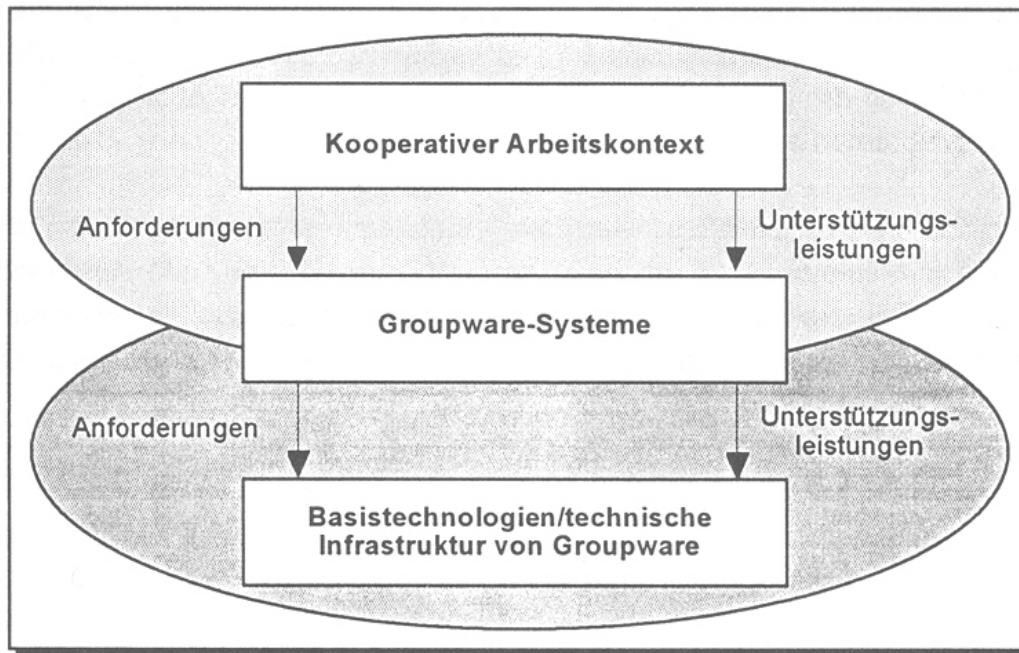 Kooperativer Arbeitskontext
Anforderungen
Unterstützungs-
leistungen
Groupware-Systeme
Anforderungen
Unterstützungs-
leistungen
Basistechnologien/technische
Infrastruktur von Groupware